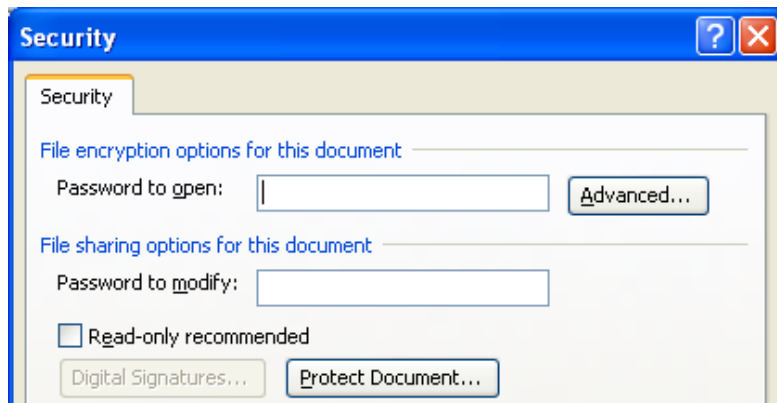 Security
Security
File encryption options for this document
Password to open:
Advanced...
File sharing options for this document
Password to modify:
Read-only recommended
Digital Signatures...
Protect Document...